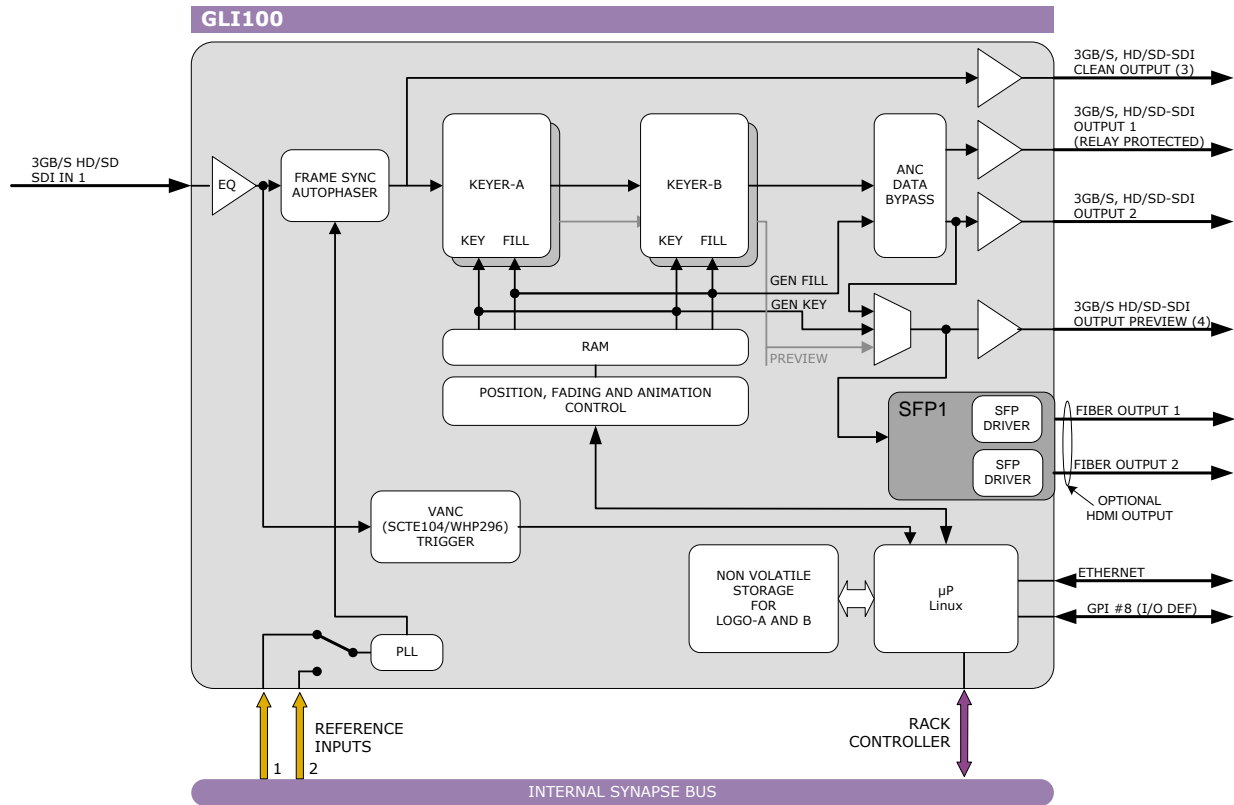 GLI100
3GB/S, HD/SD-SDI
CLEAN OUTPUT (3)
3GB/S, HD/SD-SDI
OUTPUT 1
(RELAY PROTECTED)
3GB/S HD/SD
SDI IN 1
EQ
FRAME SYNC
AUTOPHASER
KEYER-A
KEY FILL
KEYER-B
KEY FILL
ANC
DATA
BYPASS
3GB/S, HD/SD-SDI
OUTPUT 2
GEN FILL
GEN KEY
PREVIEW
3GB/S HD/SD-SDI
OUTPUT PREVIEW (4)
RAM
POSITION, FADING AND ANIMATION
CONTROL
SFP1
SFP
DRIVER
SFP
DRIVER
FIBER OUTPUT 1
FIBER OUTPUT 2
OPTIONAL
HDMI OUTPUT
VANC
(SCTE104/WHP296)
TRIGGER
NON VOLATILE
STORAGE
FOR
LOGO-A AND B
µP
Linux
ETHERNET
GPI #8 (I/O DEF)
PLL
REFERENCE
INPUTS
1
2
RACK
CONTROLLER
INTERNAL SYNAPSE BUS